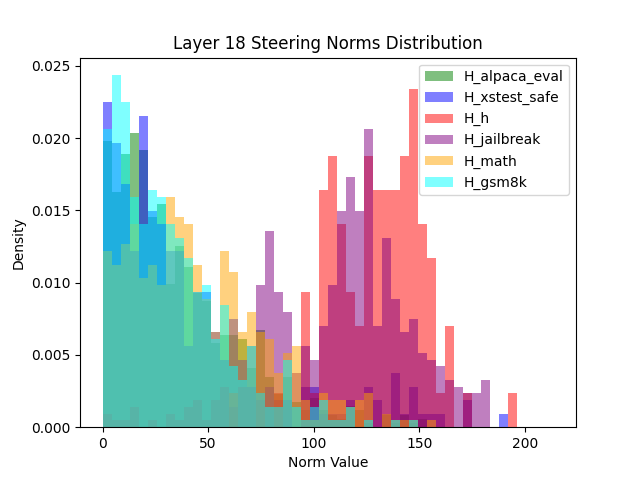 Layer 18 Steering Norms Distribution
0.025
0.020
0.015
0.010
0.005
0.000
Density
0
50
100
150
200
Norm Value
H_alpaca_eval
H_xstest_safe
H_h
H_jailbreak
H_math
H_gsm8k